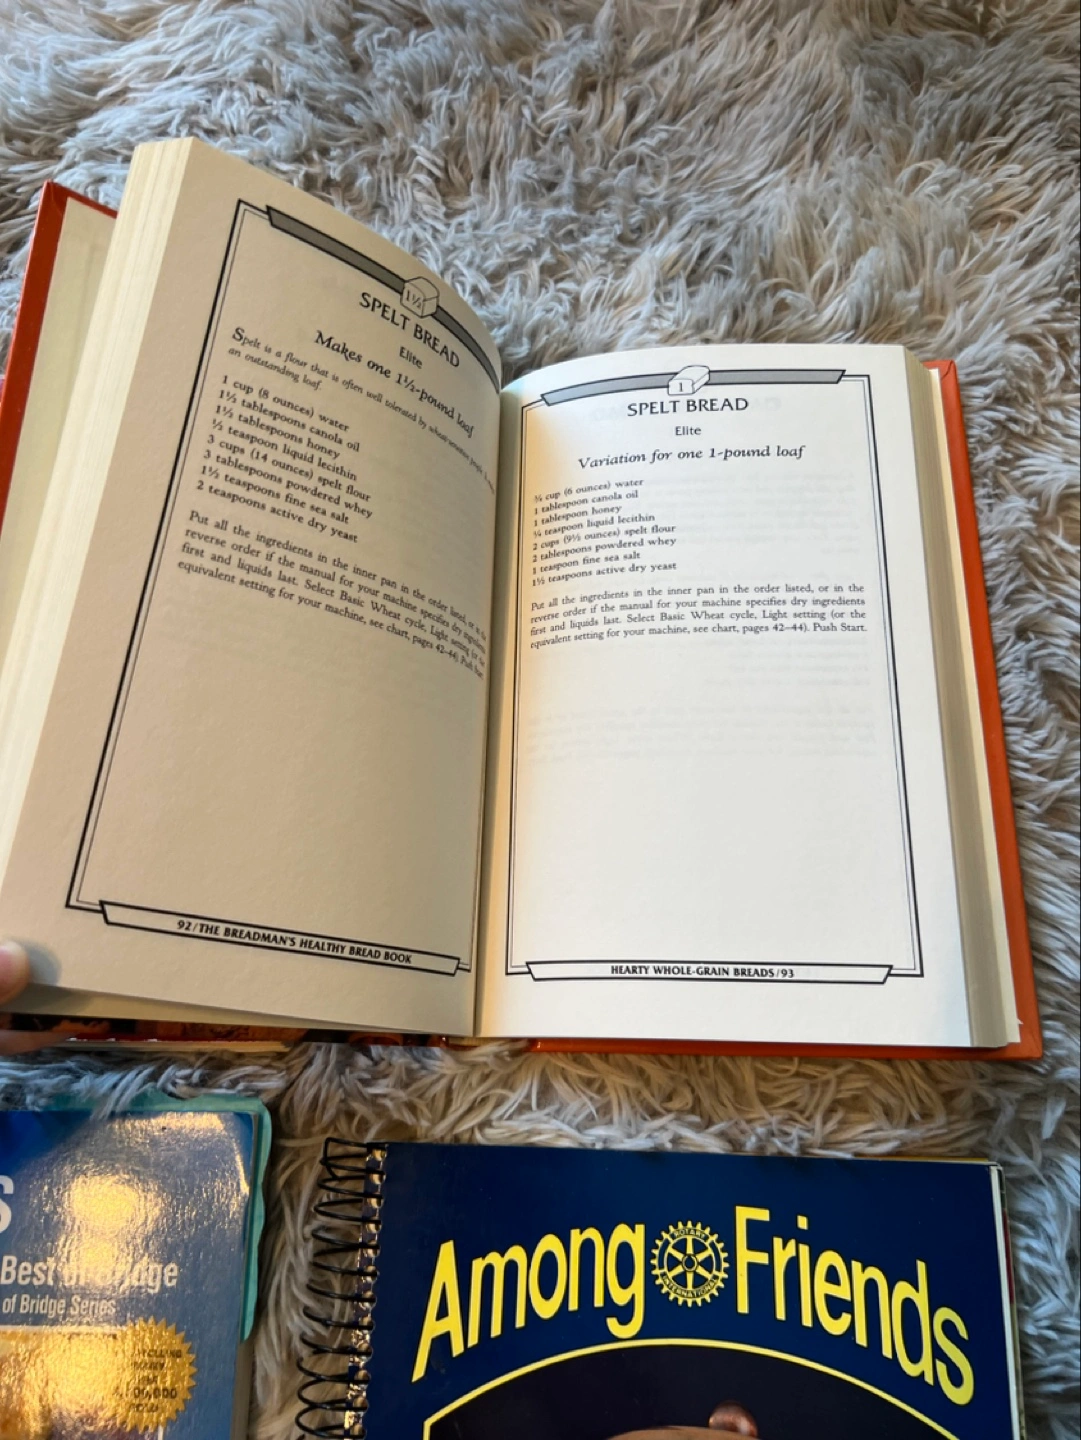 1½
SPELT BREAD
Elite
Makes one 1½-pound loaf
Spelt is a flour that is often well tolerated by wheat-sensitive people.
an outstanding loaf.
1 cup (8 ounces) water
1½ tablespoons canola oil
1½ tablespoons honey
½ teaspoon liquid lecithin
3 cups (14 ounces) spelt flour
3 tablespoons powdered whey
1½ teaspoons fine sea salt
2 teaspoons active dry yeast
Put all the ingredients in the inner pan in the order listed, or in the
reverse order if the manual for your machine specifies dry ingredients
first and liquids last. Select Basic Wheat cycle, Light setting (or the
equivalent setting for your machine, see chart, pages 42–44). Push Start.
92/THE BREADMAN'S HEALTHY BREAD BOOK
1
SPELT BREAD
Elite
Variation for one 1-pound loaf
¾ cup (6 ounces) water
1 tablespoon canola oil
1 tablespoon honey
¼ teaspoon liquid lecithin
2 cups (9½ ounces) spelt flour
2 tablespoons powdered whey
1 teaspoon fine sea salt
1½ teaspoons active dry yeast
Put all the ingredients in the inner pan in the order listed, or in the
reverse order if the manual for your machine specifies dry ingredients
first and liquids last. Select Basic Wheat cycle, Light setting (or the
equivalent setting for your machine, see chart, pages 42–44). Push Start.
HEARTY WHOLE-GRAIN BREADS/93
S
Best of Bridge
of Bridge Series
Among Friends
ROTARY
INTERNATIONAL